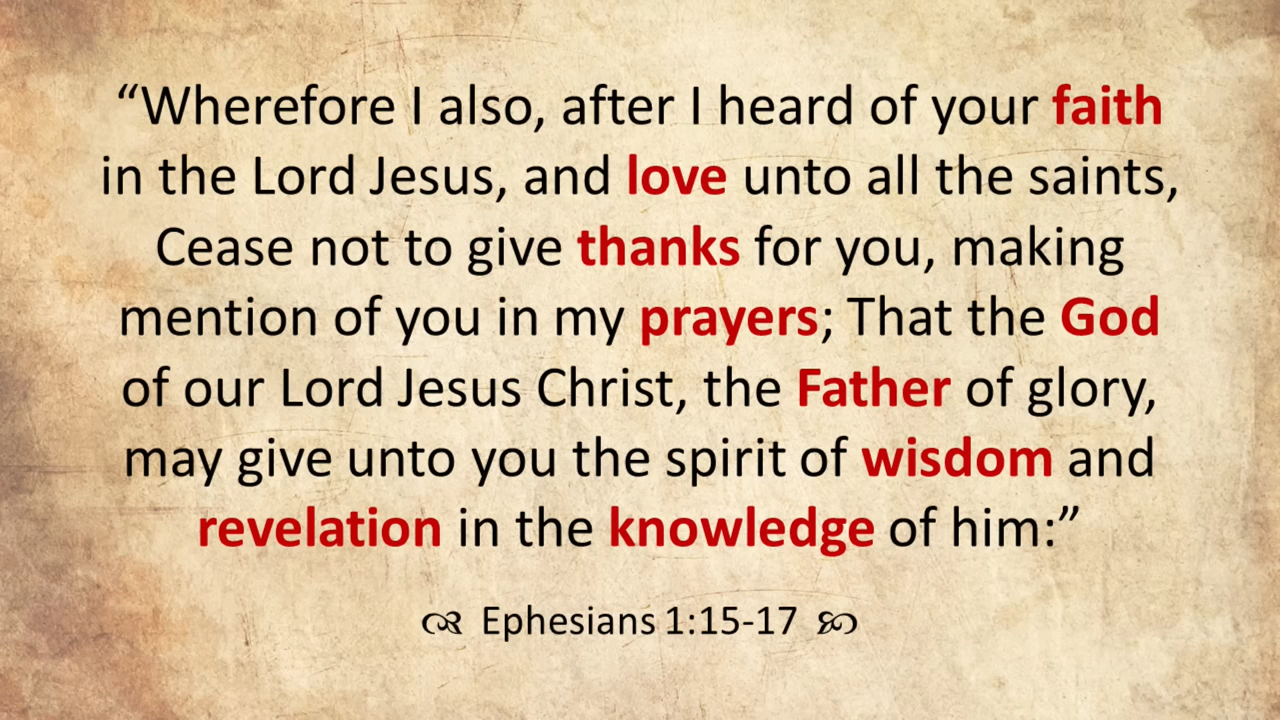 “Wherefore I also, after I heard of your faith
in the Lord Jesus, and love unto all the saints,
Cease not to give thanks for you, making
mention of you in my prayers; That the God
of our Lord Jesus Christ, the Father of glory,
may give unto you the spirit of wisdom and
revelation in the knowledge of him:”
Ephesians 1:15-17